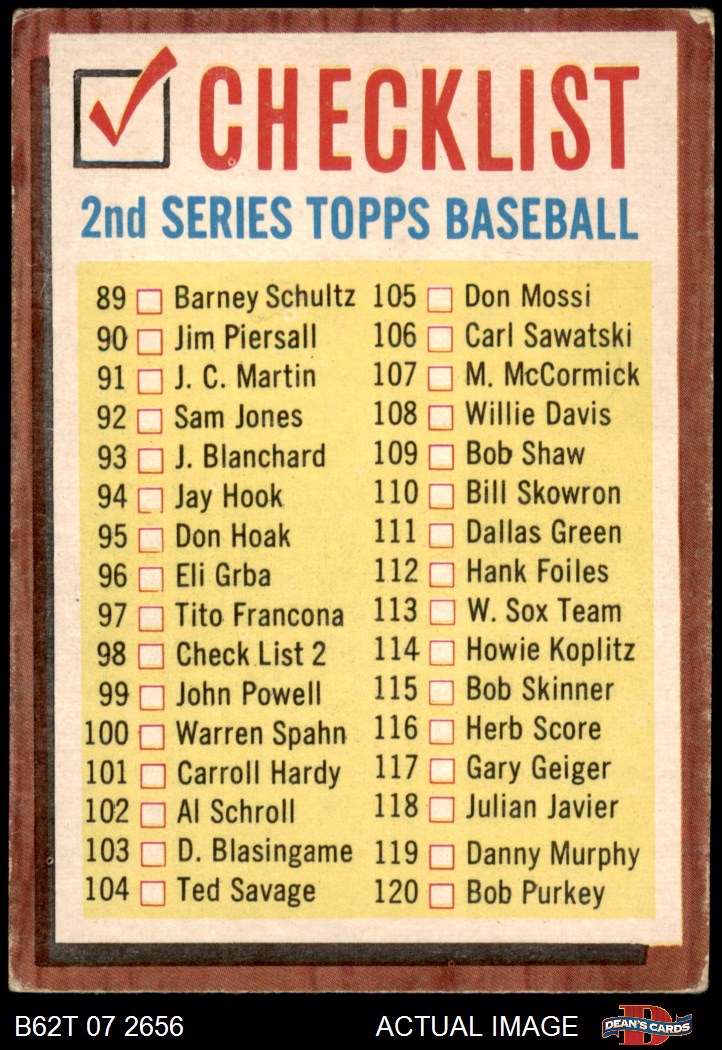 CHECKLIST
2nd SERIES TOPPS BASEBALL
89 Barney Schultz
90 Jim Piersall
91 J. C. Martin
92 Sam Jones
93 J. Blanchard
94 Jay Hook
95 Don Hoak
96 Eli Grba
97 Tito Francona
98 Check List 2
99 John Powell
100 Warren Spahn
101 Carroll Hardy
102 Al Schroll
103 D. Blasingame
104 Ted Savage
105 Don Mossi
106 Carl Sawatski
107 M. McCormick
108 Willie Davis
109 Bob Shaw
110 Bill Skowron
111 Dallas Green
112 Hank Foiles
113 W. Sox Team
114 Howie Koplitz
115 Bob Skinner
116 Herb Score
117 Gary Geiger
118 Julian Javier
119 Danny Murphy
120 Bob Purkey
B62T 07 2656
ACTUAL IMAGE
DEAN'S CARDS